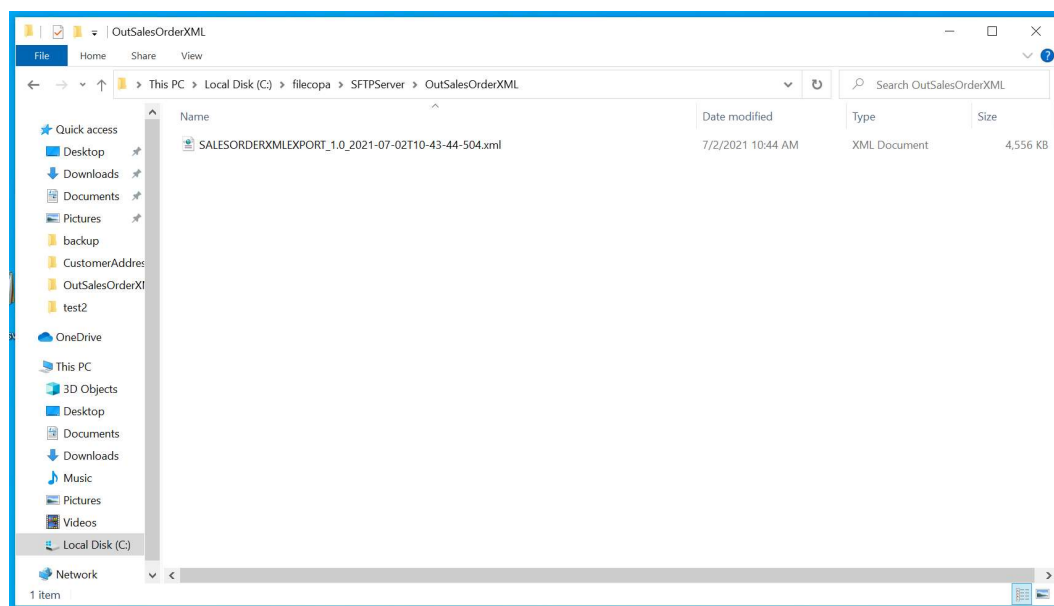 OutSalesOrderXML
File Home Share View
This PC > Local Disk (C:) > filecopa > SFTPServer > OutSalesOrderXML
Search OutSalesOrderXML
Name Date modified Type Size
SALESORDERXMLEXPORT_1.0_2021-07-02T10-43-44-504.xml 7/2/2021 10:44 AM XML Document 4,556 KB
Quick access
Desktop
Downloads
Documents
Pictures
backup
CustomerAddres
OutSalesOrderXM
test2
OneDrive
This PC
3D Objects
Desktop
Documents
Downloads
Music
Pictures
Videos
Local Disk (C:)
Network
1 item